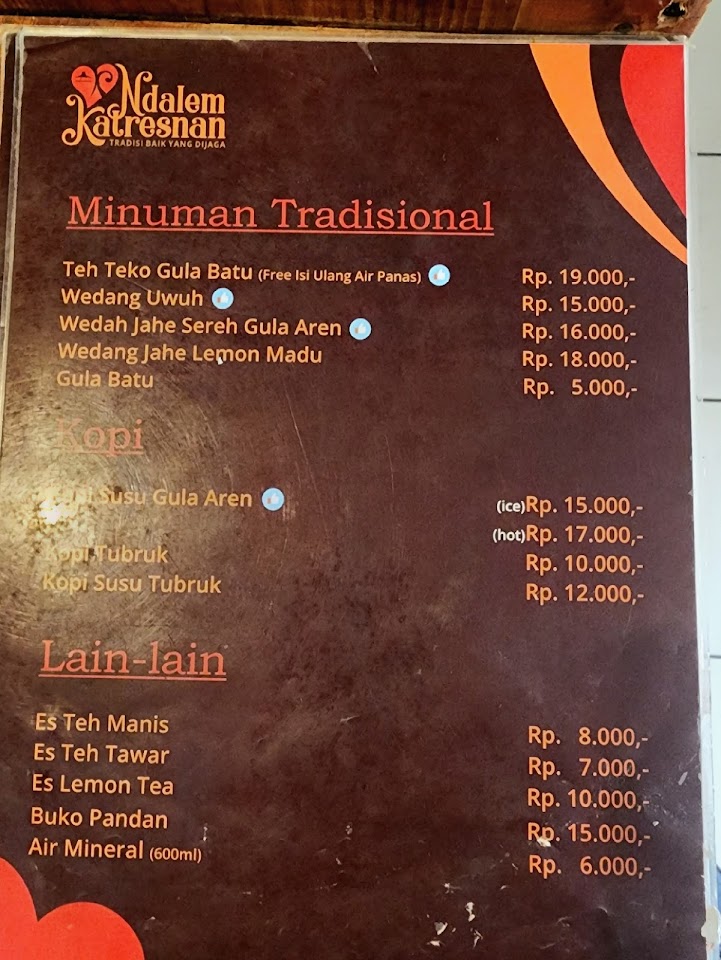 Ndalem
Katresnan
TRADISI BAIK YANG DIJAGA
Minuman Tradisional
Teh Teko Gula Batu (Free Isi Ulang Air Panas) Rp. 19.000,-
Wedang Uwuh Rp. 15.000,-
Wedah Jahe Sereh Gula Aren Rp. 16.000,-
Wedang Jahe Lemon Madu Rp. 18.000,-
Gula Batu Rp. 5.000,-
Kopi
Kopi Susu Gula Aren (ice)Rp. 15.000,-
(hot)Rp. 17.000,-
Kopi Tubruk Rp. 10.000,-
Kopi Susu Tubruk Rp. 12.000,-
Lain-lain
Es Teh Manis Rp. 8.000,-
Es Teh Tawar Rp. 7.000,-
Es Lemon Tea Rp. 10.000,-
Buko Pandan Rp. 15.000,-
Air Mineral (600ml) Rp. 6.000,-